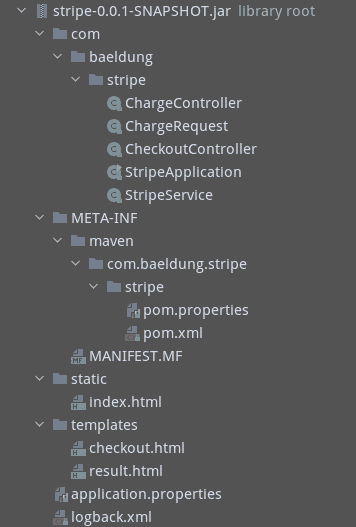 stripe-0.0.1-SNAPSHOT.jar library root
com
baeldung
stripe
ChargeController
ChargeRequest
CheckoutController
StripeApplication
StripeService
META-INF
maven
com.baeldung.stripe
stripe
pom.properties
pom.xml
MANIFEST.MF
static
index.html
templates
checkout.html
result.html
application.properties
logback.xml